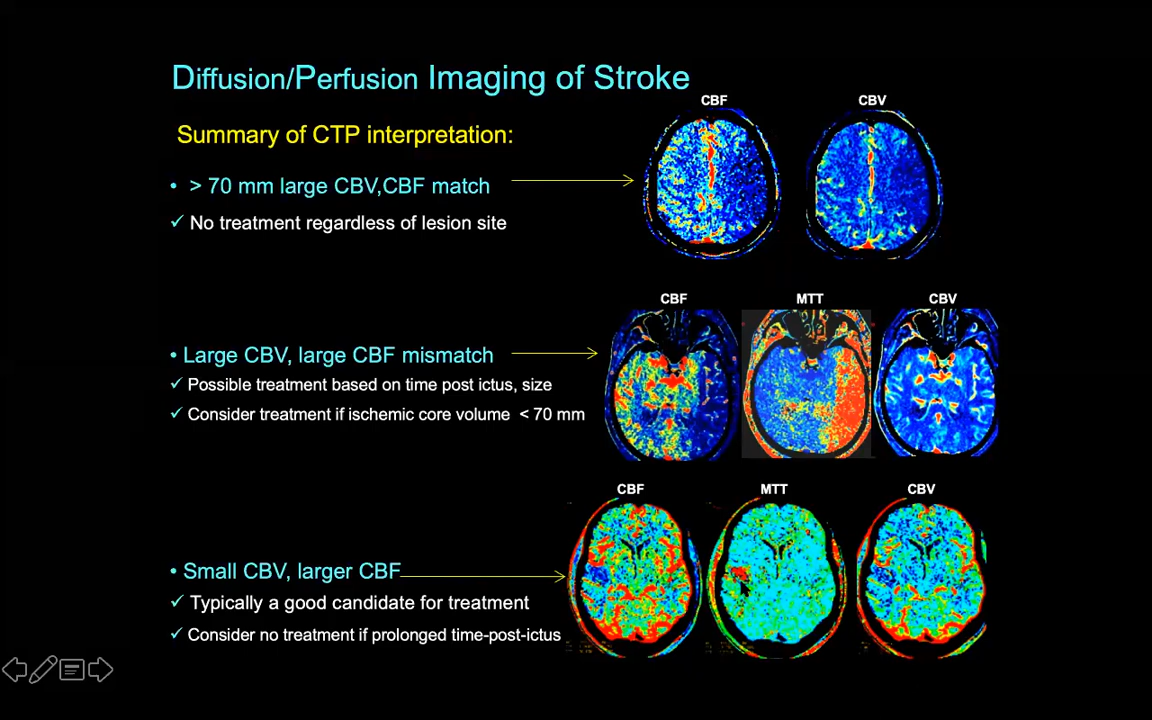 Diffusion/Perfusion Imaging of Stroke
CBF
CBV
Summary of CTP interpretation:
• > 70 mm large CBV,CBF match
✓ No treatment regardless of lesion site
CBF
MTT
CBV
• Large CBV, large CBF mismatch
✓ Possible treatment based on time post ictus, size
✓ Consider treatment if ischemic core volume < 70 mm
CBF
MTT
CBV
• Small CBV, larger CBF
✓ Typically a good candidate for treatment
✓ Consider no treatment if prolonged time-post-ictus